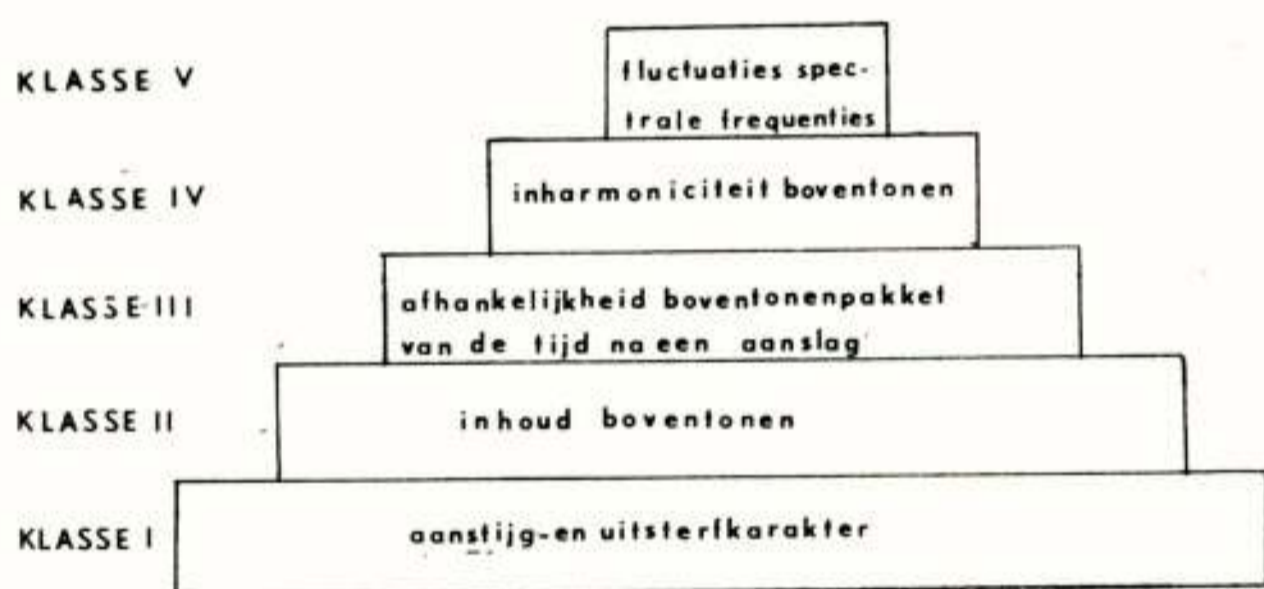 KLASSE V
fluctuaties spec-
trale frequenties
KLASSE IV
inharmoniciteit boventonen
KLASSE III
afhankelijkheid boventonenpakket
van de tijd na een aanslag
KLASSE II
inhoud boventonen
KLASSE I
aanstijg-en uitsterfkarakter